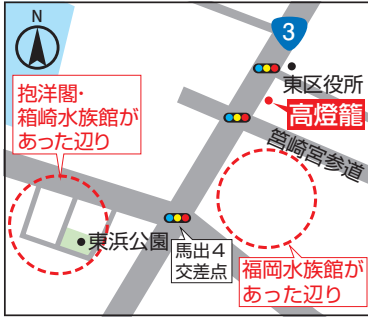 N
3
抱洋閣・
箱崎水族館が
あった辺り
東区役所
高燈籠
筥崎宮参道
東浜公園
馬出4
交差点
福岡水族館が
あった辺り